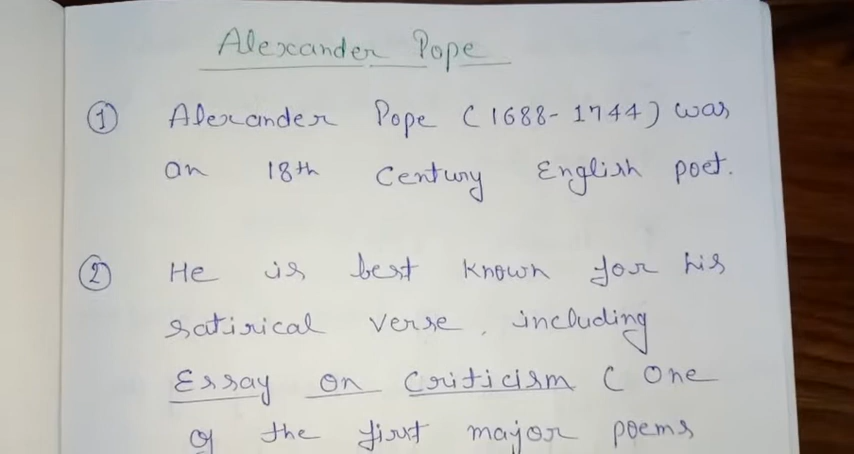 Alexander Pope
① Alexander Pope (1688-1744) was
an 18th Century English poet.
② He is best known for his
satirical verse, including
Essay on Criticism ( One
of the first major poems